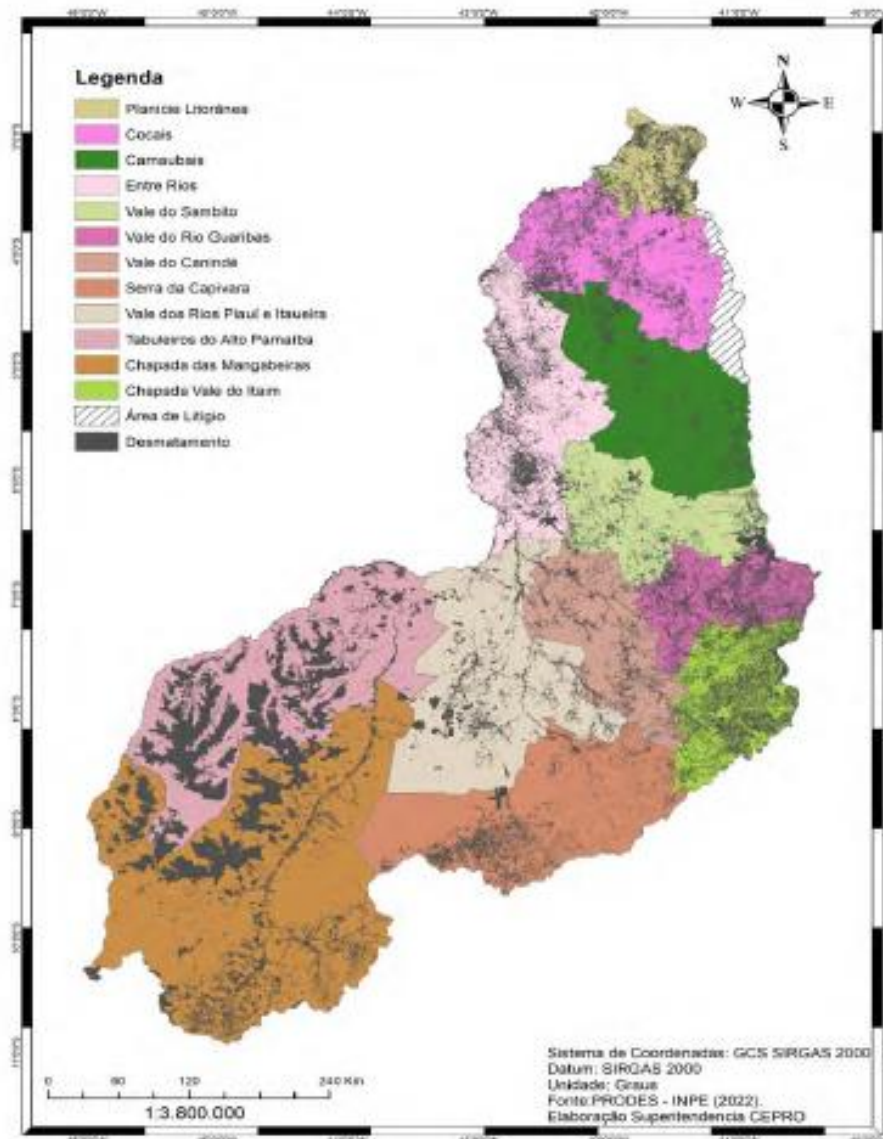 N
W E
S
Legenda
Planície Litorânea
Cocais
Carnaubais
Entre Rios
Vale do Sambito
Vale do Rio Guaribas
Vale do Canindé
Serra da Capivara
Vale dos Rios Piauí e Itaueira
Tabuleiros do Alto Parnaíba
Chapada das Mangabeiras
Chapada Vale do Itaim
Área de Litígio
Desmatamento
Sistema de Coordenadas: GCS SIRGAS 2000
Datum: SIRGAS 2000
Unidade: Graus
Fonte:PRODES - INPE (2022).
Elaboração Superitendencia CEPRO
0 60 120 240 Km
1:3.800.000